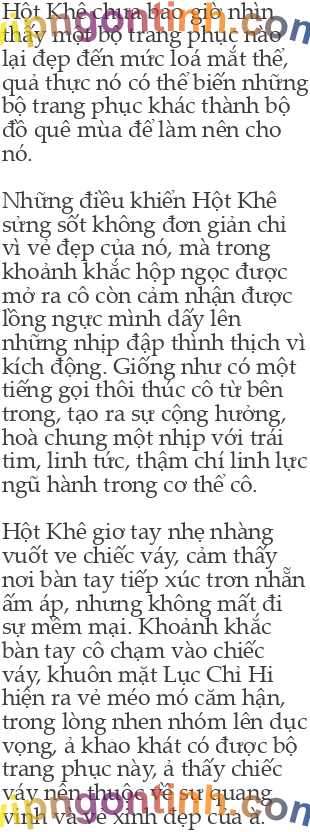 Hột Khê chưa bao giờ nhìn
thấy một bộ trang phục nào
lại đẹp đến mức loá mắt thế,
quả thực nó có thể biến những
bộ trang phục khác thành bộ
đồ quê mùa để làm nên cho
nó.
Những điều khiển Hột Khê
sửng sốt không đơn giản chỉ
vì vẻ đẹp của nó, mà trong
khoảnh khắc hộp ngọc được
mở ra cô còn cảm nhận được
lồng ngực mình dấy lên
những nhịp đập thình thịch vì
kích động. Giống như có một
tiếng gọi thôi thúc cô từ bên
trong, tạo ra sự cộng hưởng,
hoà chung một nhịp với trái
tim, linh tức, thậm chí linh lực
ngũ hành trong cơ thể cô.
Hột Khê giơ tay nhẹ nhàng
vuốt ve chiếc váy, cảm thấy
nơi bàn tay tiếp xúc trơn nhẵn
ấm áp, nhưng không mất đi
sự mềm mại. Khoảnh khắc
bàn tay cô chạm vào chiếc
váy, khuôn mặt Lục Chỉ Hi
hiện ra vẻ méo mó căm hận,
trong lòng nhen nhóm lên dục
vọng, ả khao khát có được bộ
trang phục này, ả thấy chiếc
váy nên thuộc về sự quang
vinh và vẻ xinh đẹp của ả.
vipngontinh.com
vipngontinh.com